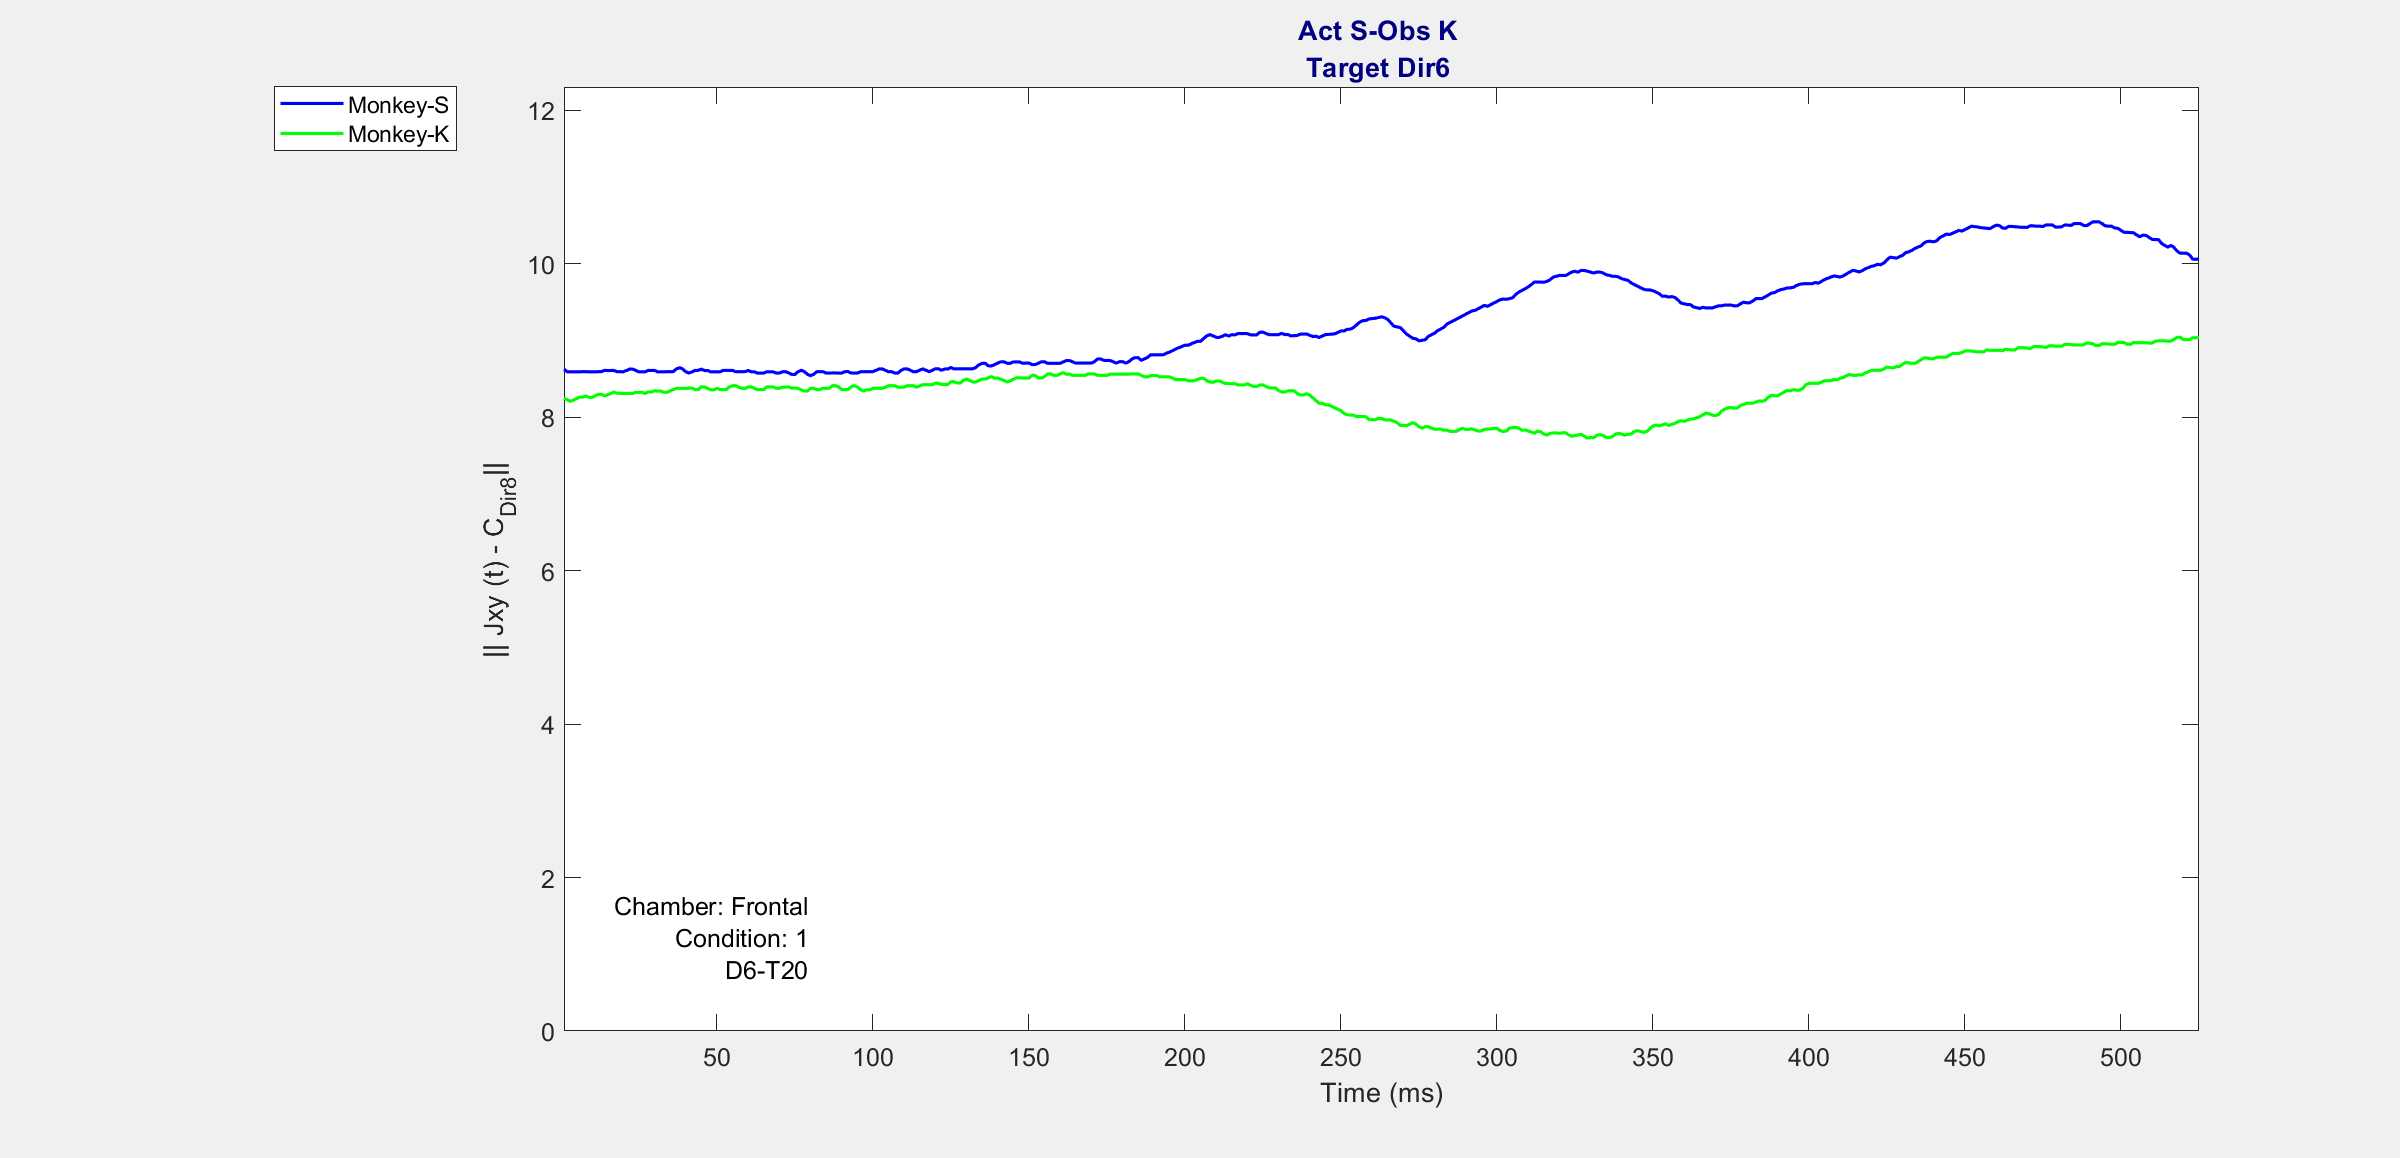 Act S-Obs K
Target Dir6
Monkey-S
Monkey-K
12
10
8
6
4
2
0
|| Jxy (t) - C_Dir8||
Chamber: Frontal
Condition: 1
D6-T20
50 100 150 200 250 300 350 400 450 500
Time (ms)